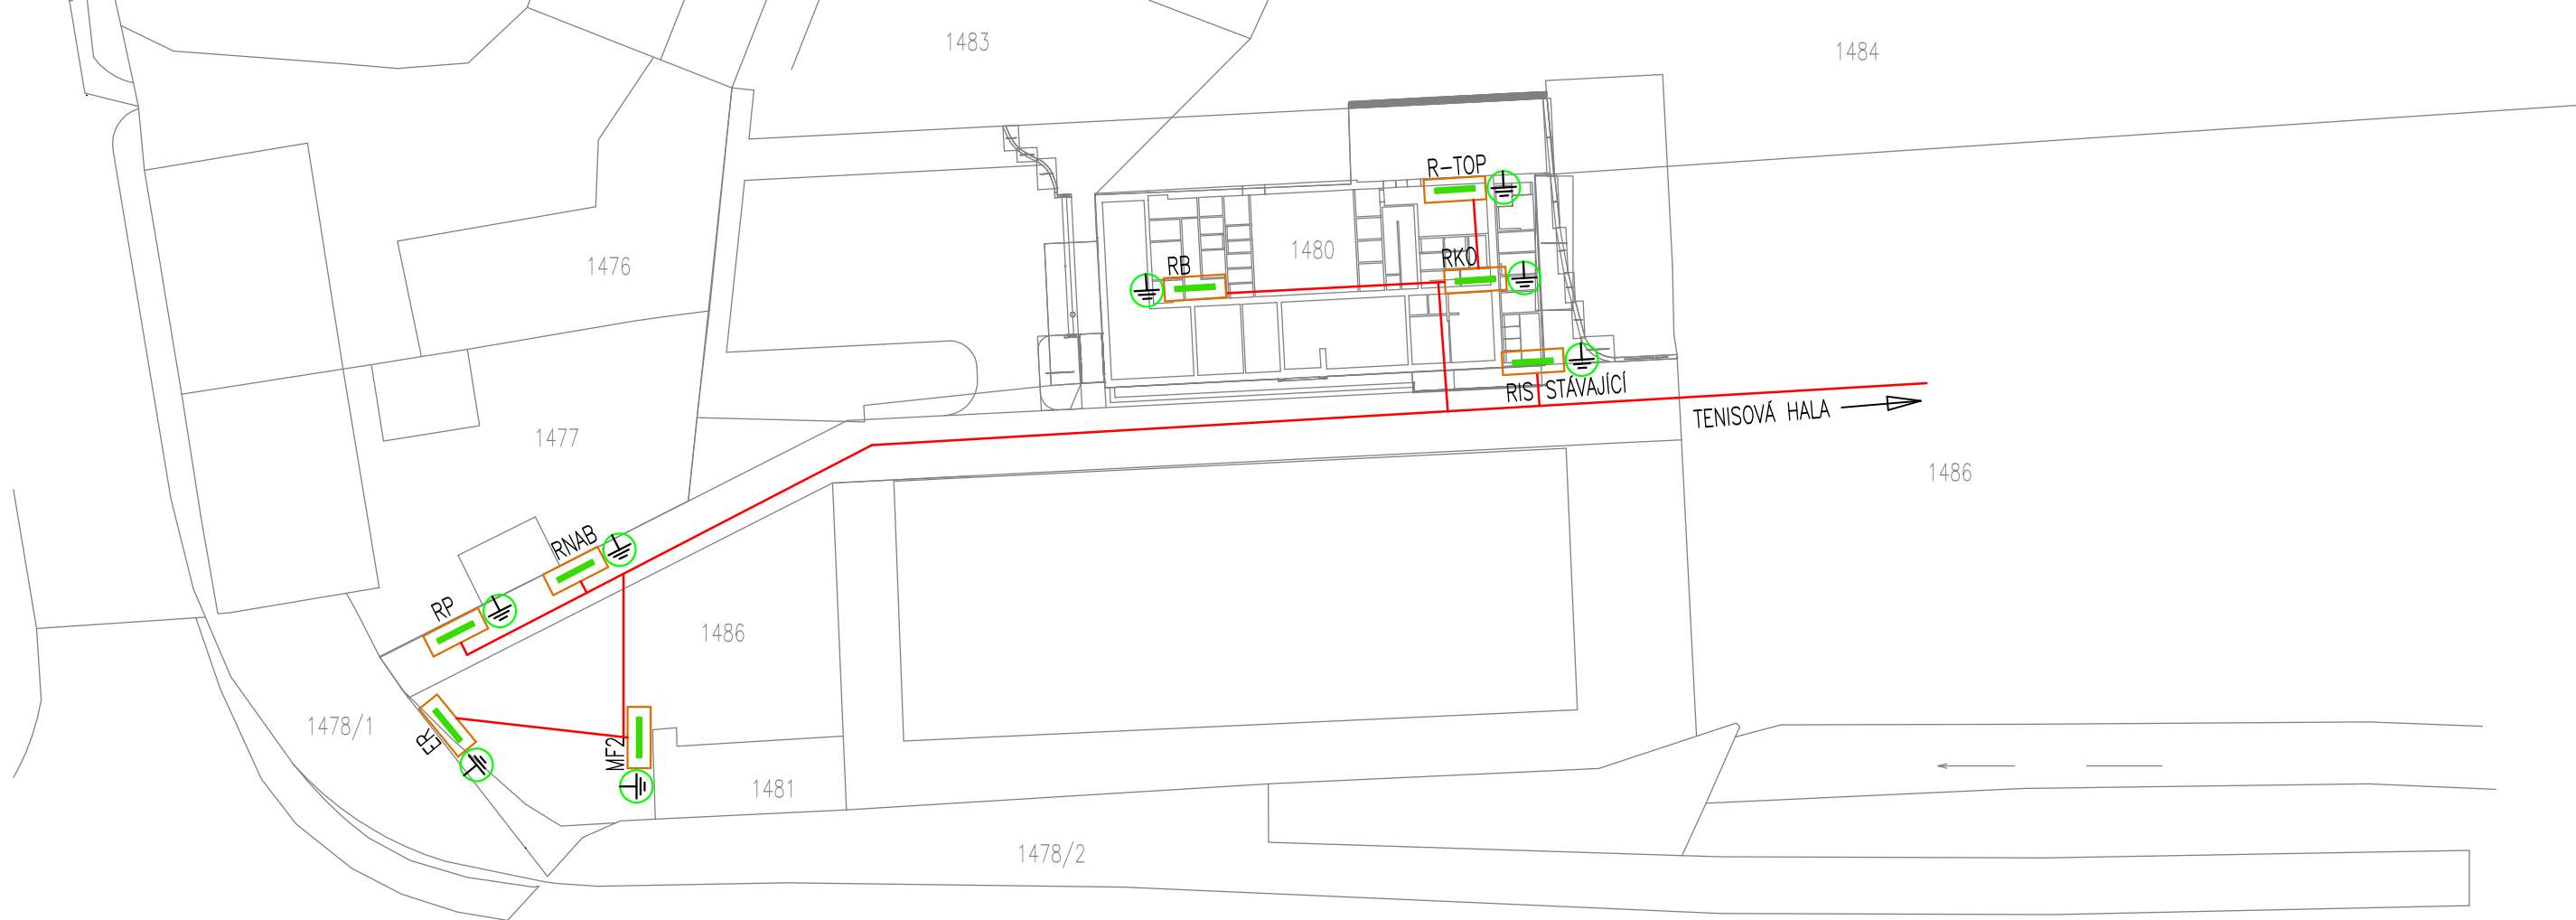 1483
1484
R-TOP
1480
RKO
RB
1476
RIS STÁVAJÍCÍ
TENISOVÁ HALA
1477
1486
RNAB
RP
1486
1478/1
ER
MF2
1481
1478/2